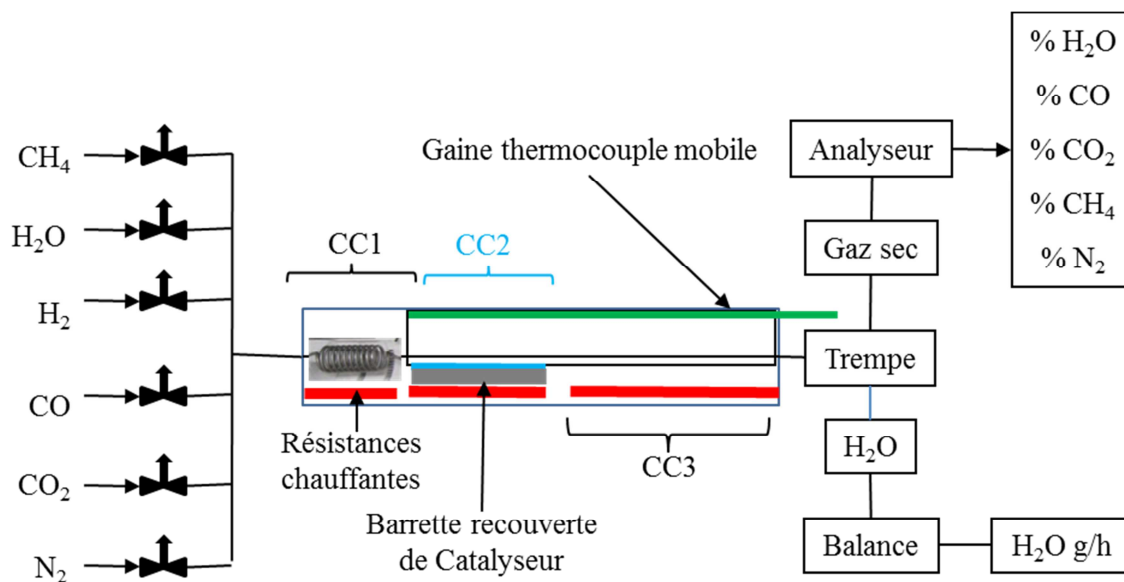 CH₄
H₂O
H₂
CO
CO₂
N₂
CC1
CC2
CC3
Gaine thermocouple mobile
Résistances
chauffantes
Barrette recouverte
de Catalyseur
Analyseur
Gaz sec
Trempe
H₂O
Balance
H₂O g/h
% H₂O
% CO
% CO₂
% CH₄
% N₂